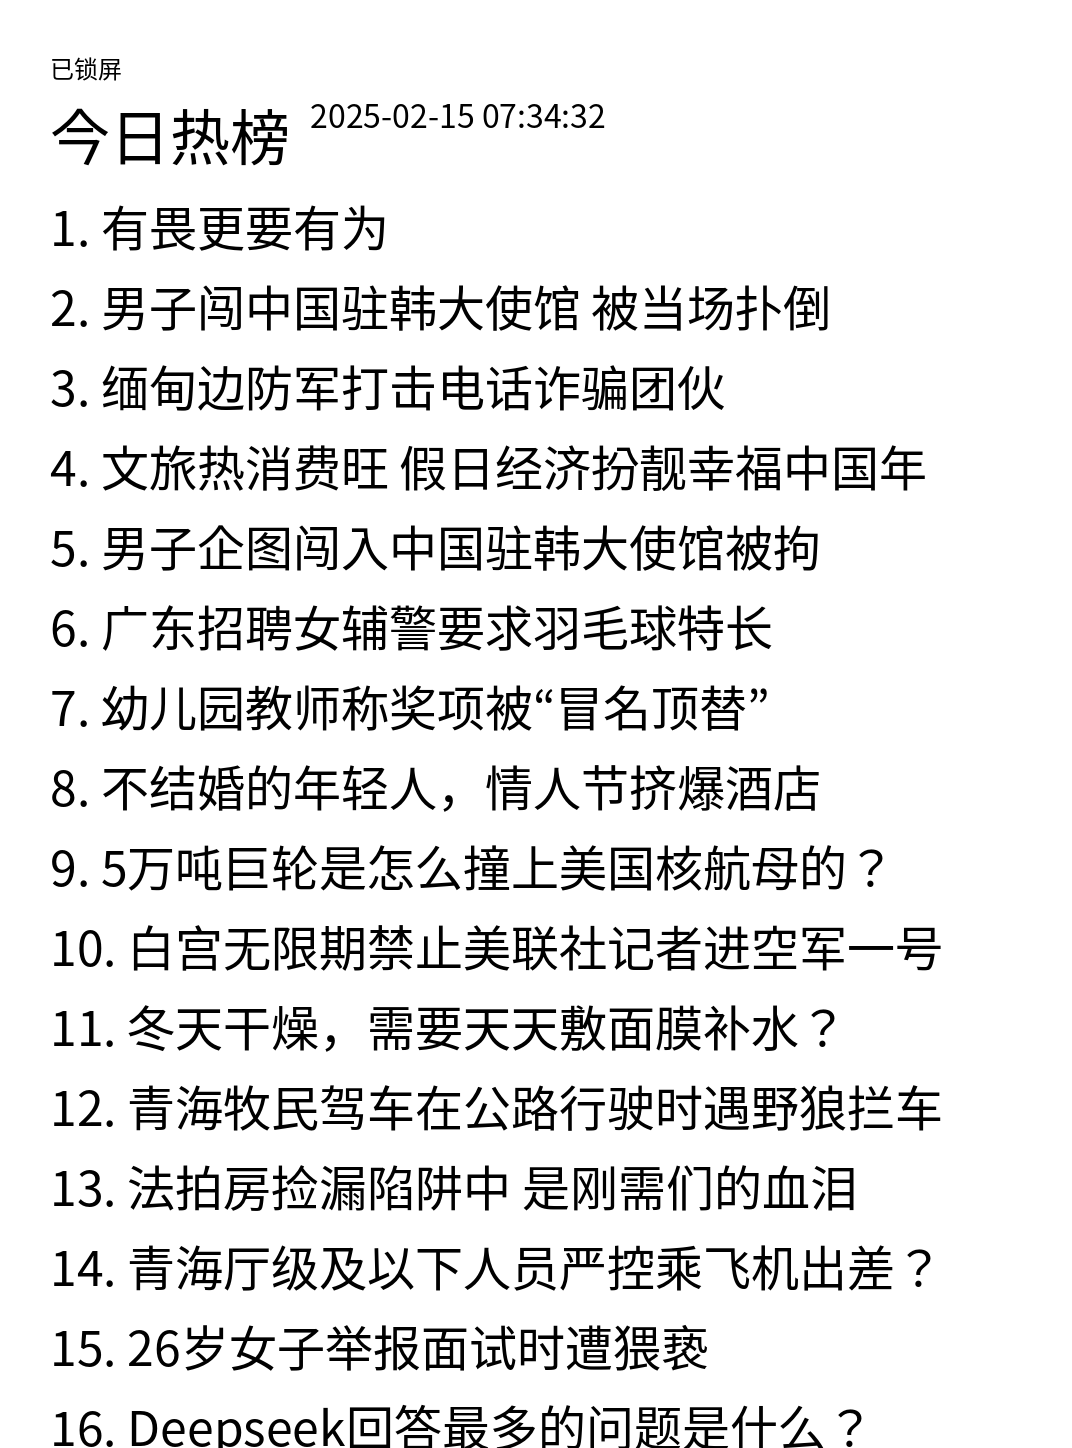 已锁屏
今日热榜 2025-02-15 07:34:32
1. 有畏更要有为
2. 男子闯中国驻韩大使馆 被当场扑倒
3. 缅甸边防军打击电话诈骗团伙
4. 文旅热消费旺 假日经济扮靓幸福中国年
5. 男子企图闯入中国驻韩大使馆被拘
6. 广东招聘女辅警要求羽毛球特长
7. 幼儿园教师称奖项被“冒名顶替”
8. 不结婚的年轻人，情人节挤爆酒店
9. 5万吨巨轮是怎么撞上美国核航母的？
10. 白宫无限期禁止美联社记者进空军一号
11. 冬天干燥，需要天天敷面膜补水？
12. 青海牧民驾车在公路行驶时遇野狼拦车
13. 法拍房捡漏陷阱中 是刚需们的血泪
14. 青海厅级及以下人员严控乘飞机出差？
15. 26岁女子举报面试时遭猥亵
16. Deepseek回答最多的问题是什么？